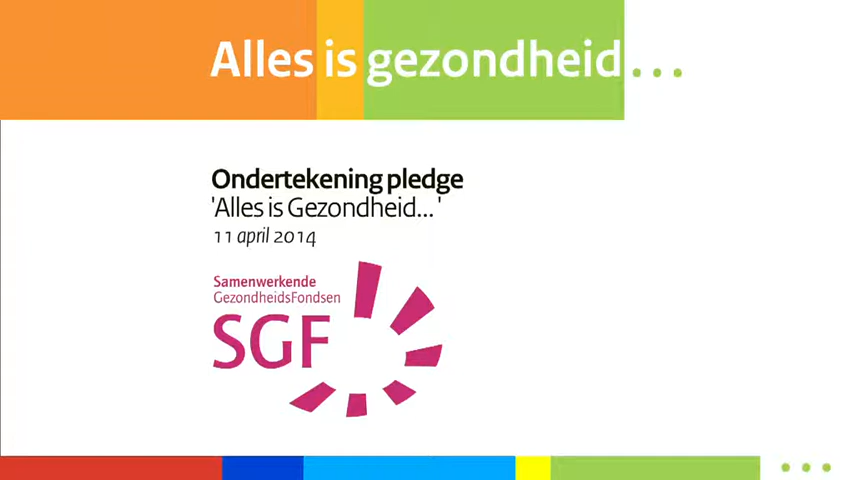 Alles is gezondheid...
Ondertekening pledge
'Alles is Gezondheid... '
11 april 2014
Samenwerkende
GezondheidsFondsen
SGF
...